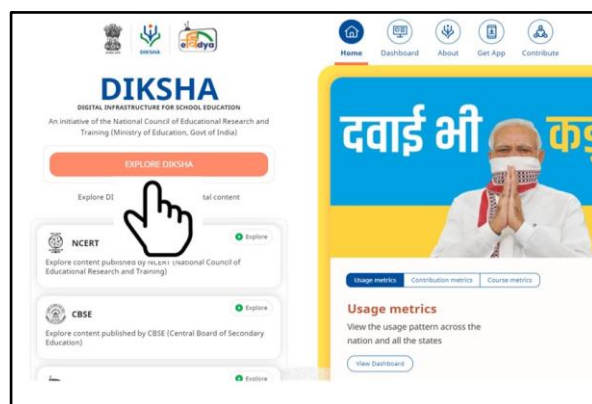 DIKSHA
विद्या
DIKSHA
DIGITAL INFRASTRUCTURE FOR SCHOOL EDUCATION
An initiative of the National Council of Educational Research and
Training (Ministry of Education, Govt of India)
EXPLORE DIKSHA
Explore DI
tal content
NCERT
Explore
Explore content published by NCERT (National Council of
Educational Research and Training)
CBSE
Explore
Explore content published by CBSE (Central Board of Secondary
Education)
Explore
Home Dashboard About Get App Contribute
दवाई भी
Usage metrics Contribution metrics Course metrics
Usage metrics
View the usage pattern across the
nation and all the states
View Dashboard